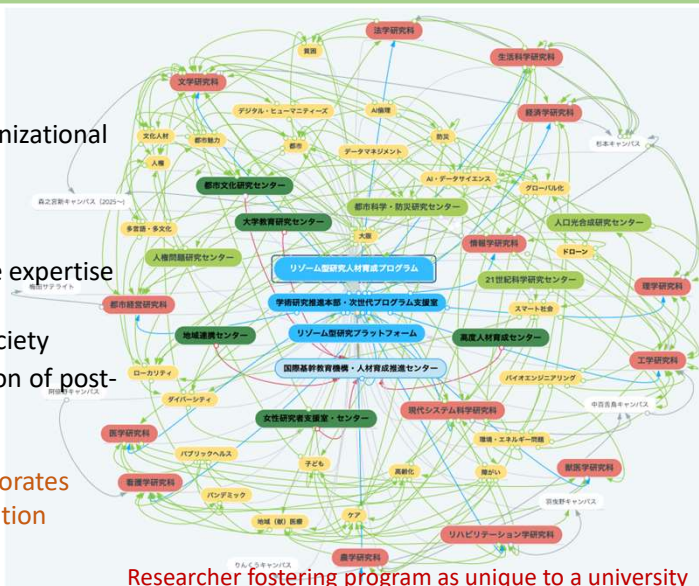 法学研究科
貧困
生活科学研究科
文学研究科
デジタル・ヒューマニティーズ
AI倫理
経済学研究科
nizational
文化人材
都市魅力
都市
防災
杉本キャンパス
データマネジメント
人権
都市文化研究センター
AI・データサイエンス
グローバル化
森之宮新キャンパス（2025～）
大学教育研究センター
都市科学・防災研究センター
人口光合成研究センター
多言語・多文化
大阪
情報学研究科
ドローン
人権問題研究センター
e expertise
リゾーム型研究人材育成プログラム
21世紀科学研究センター
理学研究科
梅田サテライト
都市経営研究科
学術研究推進本部・次世代プログラム支援室
スマート社会
ciety
地域連携センター
リゾーム型研究プラットフォーム
高度人材育成センター
工学研究科
on of post-
ローカリティ
国際基幹教育機構・人材育成推進センター
バイオエンジニアリング
阿倍野キャンパス
ダイバーシティ
中百舌鳥キャンパス
女性研究者支援室・センター
現代システム科学研究科
医学研究科
環境・エネルギー問題
パブリックヘルス
orates
子ども
高齢化
障がい
獣医学研究科
看護学研究科
パンデミック
羽曳野キャンパス
tion
地域（獣）医療
ケア
リハビリテーション学研究科
りんくうキャンパス
農学研究科
Researcher fostering program as unique to a university